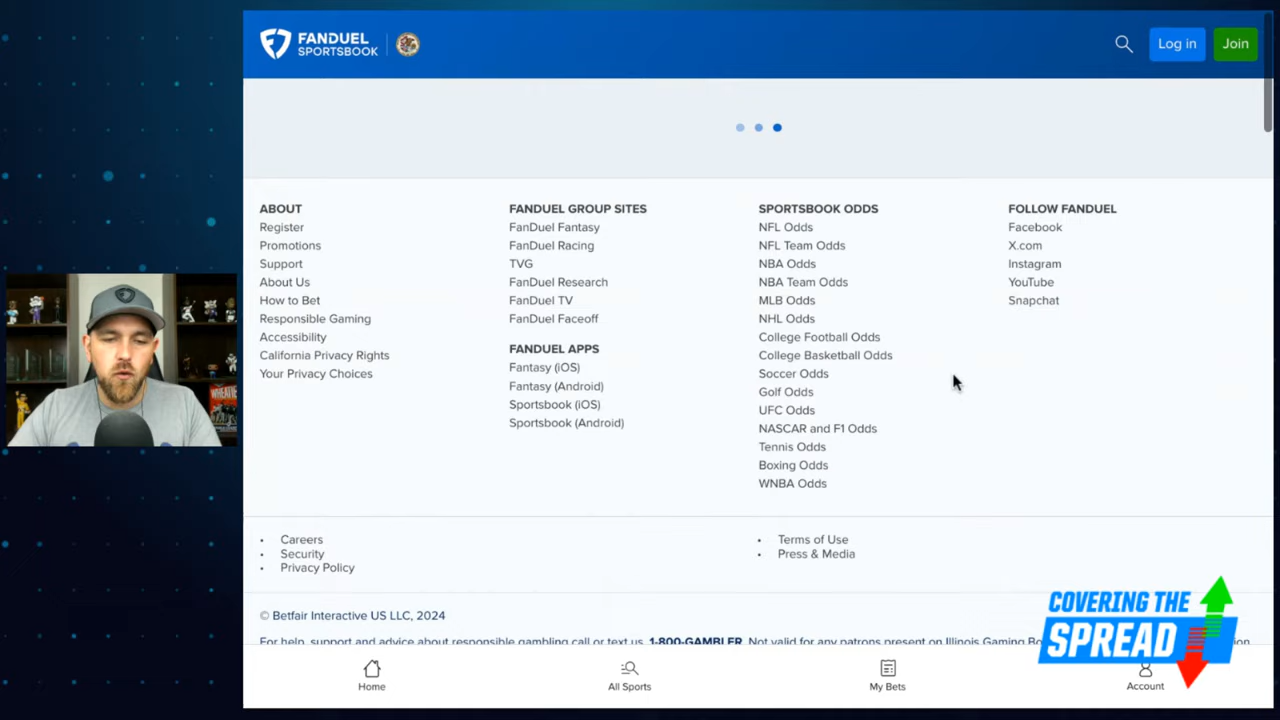 FANDUEL
SPORTSBOOK
Log in
Join
ABOUT
Register
Promotions
Support
About Us
How to Bet
Responsible Gaming
Accessibility
California Privacy Rights
Your Privacy Choices
FANDUEL GROUP SITES
FanDuel Fantasy
FanDuel Racing
TVG
FanDuel Research
FanDuel TV
FanDuel Faceoff
FANDUEL APPS
Fantasy (iOS)
Fantasy (Android)
Sportsbook (iOS)
Sportsbook (Android)
SPORTSBOOK ODDS
NFL Odds
NFL Team Odds
NBA Odds
NBA Team Odds
MLB Odds
NHL Odds
College Football Odds
College Basketball Odds
Soccer Odds
Golf Odds
UFC Odds
NASCAR and F1 Odds
Tennis Odds
Boxing Odds
WNBA Odds
FOLLOW FANDUEL
Facebook
X.com
Instagram
YouTube
Snapchat
• Careers
• Security
• Privacy Policy
• Terms of Use
• Press & Media
© Betfair Interactive US LLC, 2024
For help, support and advice about responsible gambling call or text us, 1-800-GAMBLER. Not valid for any patrons present on Illinois Gaming
Home
All Sports
My Bets
Account
COVERING THE
SPREAD
WHEATIES